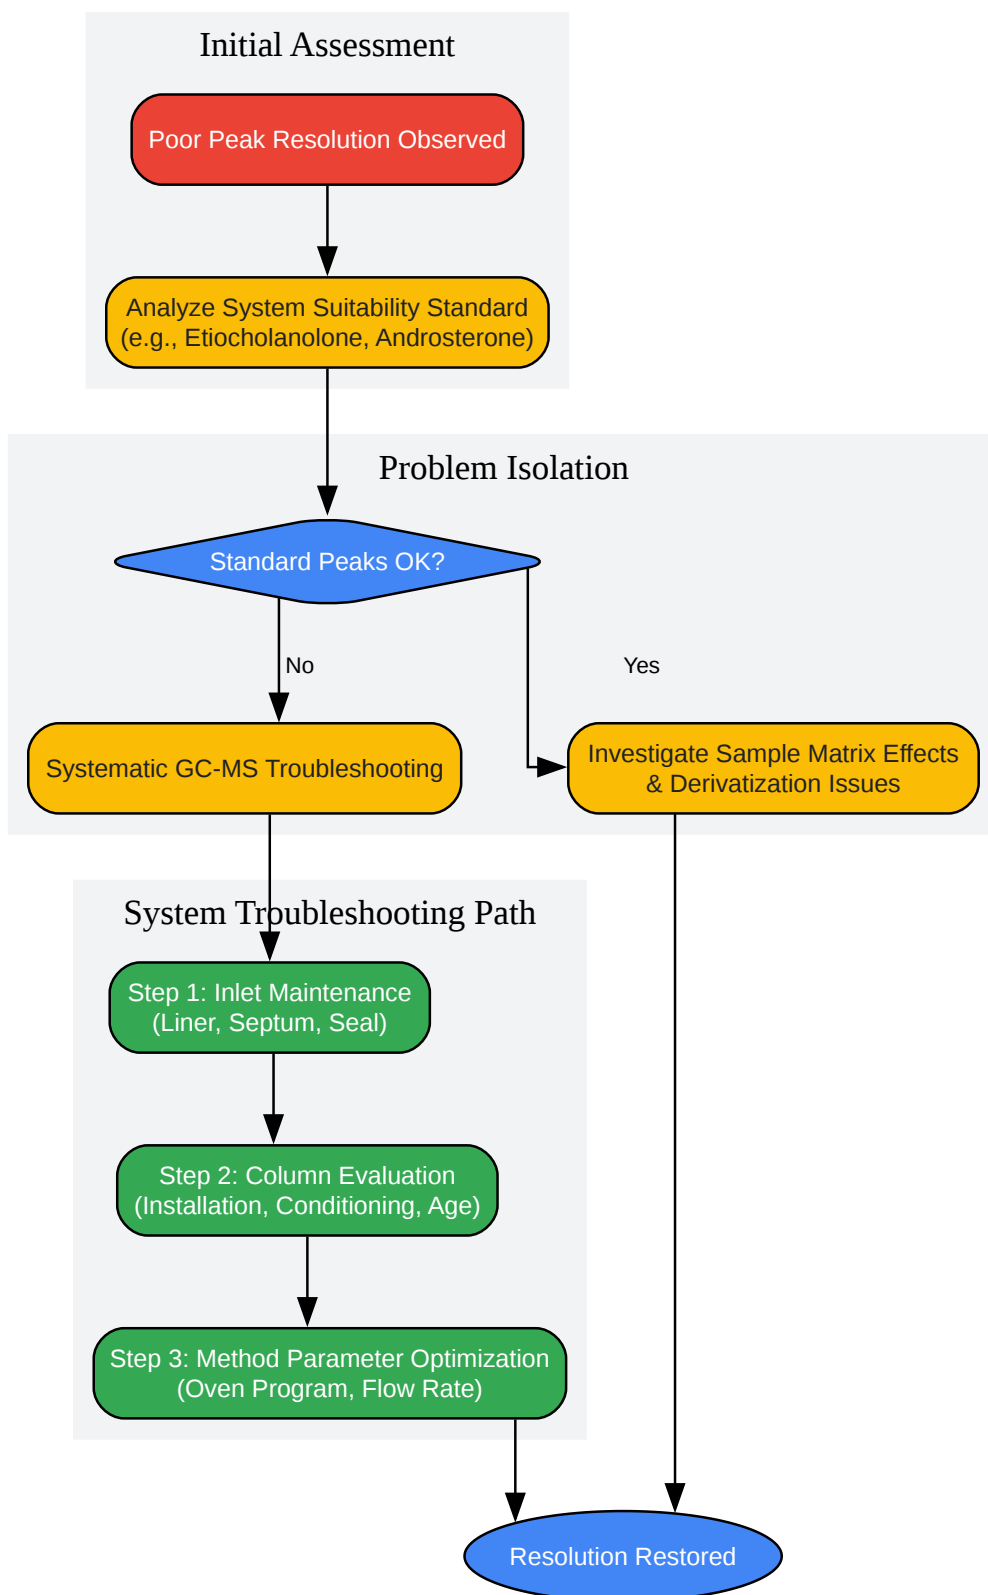 Initial Assessment
Poor Peak Resolution Observed
Analyze System Suitability Standard
(e.g., Etiocholanolone, Androsterone)
Problem Isolation
Standard Peaks OK?
No
Yes
Systematic GC-MS Troubleshooting
Investigate Sample Matrix Effects
& Derivatization Issues
System Troubleshooting Path
Step 1: Inlet Maintenance
(Liner, Septum, Seal)
Step 2: Column Evaluation
(Installation, Conditioning, Age)
Step 3: Method Parameter Optimization
(Oven Program, Flow Rate)
Resolution Restored